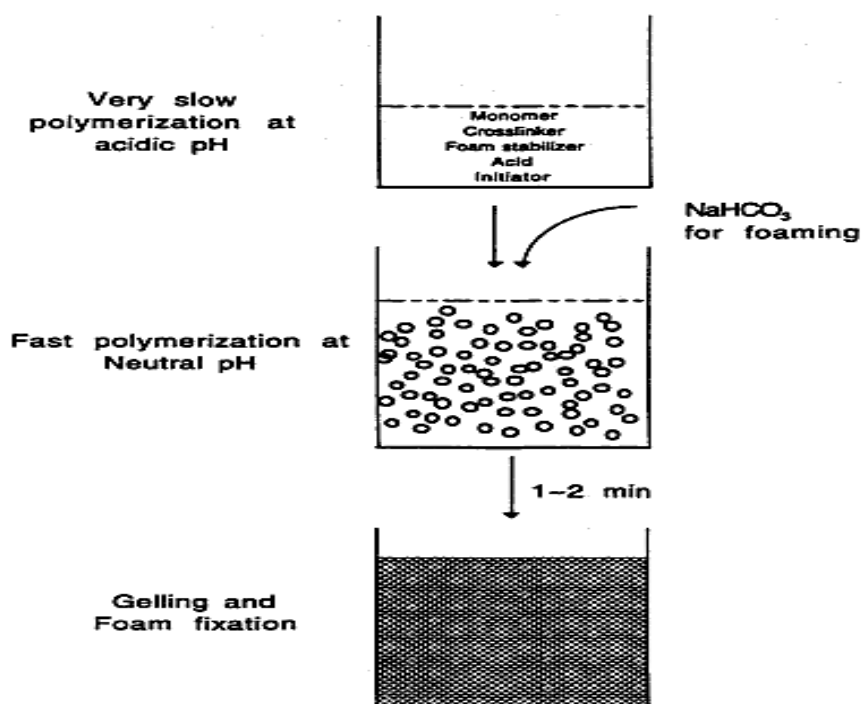 Very slow
polymerization at
acidic pH
Monomer
Crosslinker
Foam stabilizer
Acid
Initiator
NaHCO₃
for foaming
Fast polymerization at
Neutral pH
1~2 min
Gelling and
Foam fixation